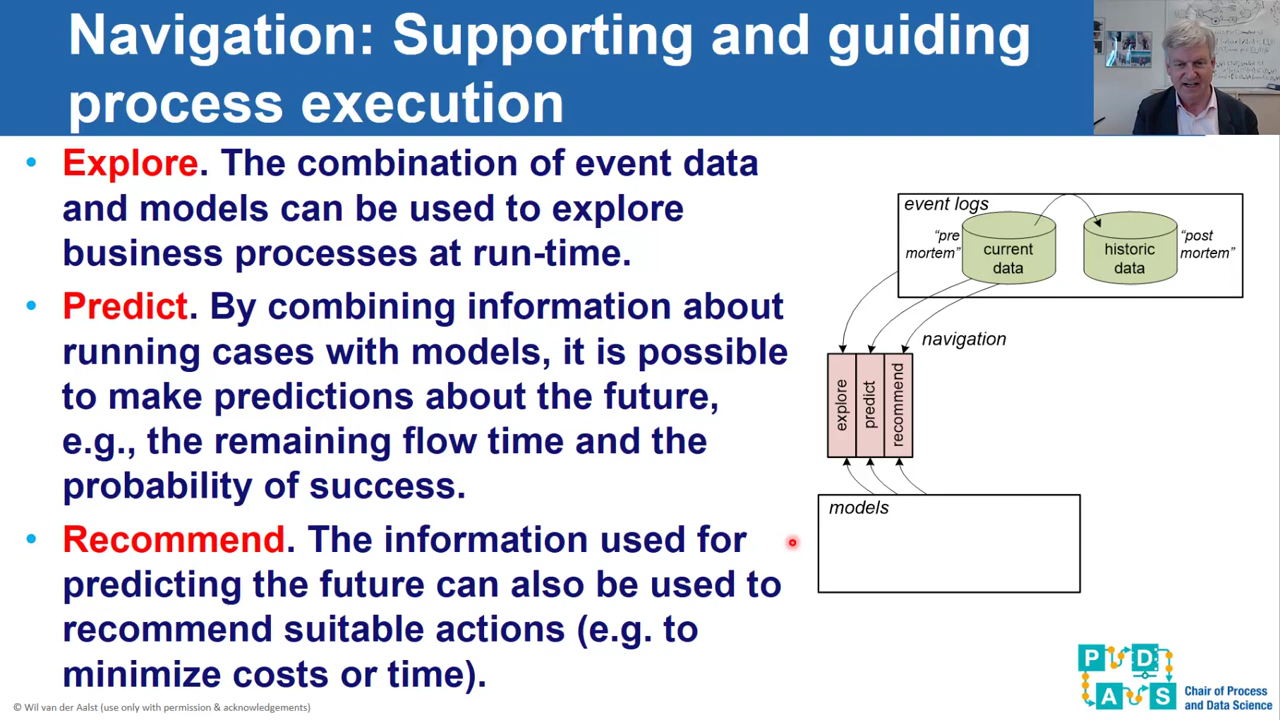 Navigation: Supporting and guiding
process execution
• Explore. The combination of event data
and models can be used to explore
business processes at run-time.
• Predict. By combining information about
running cases with models, it is possible
to make predictions about the future,
e.g., the remaining flow time and the
probability of success.
• Recommend. The information used for
predicting the future can also be used to
recommend suitable actions (e.g. to
minimize costs or time).
event logs
“pre
mortem”
current
data
historic
data
“post
mortem”
navigation
explore
predict
recommend
models
P D
A S
Chair of Process
and Data Science
© Wil van der Aalst (use only with permission & acknowledgements)